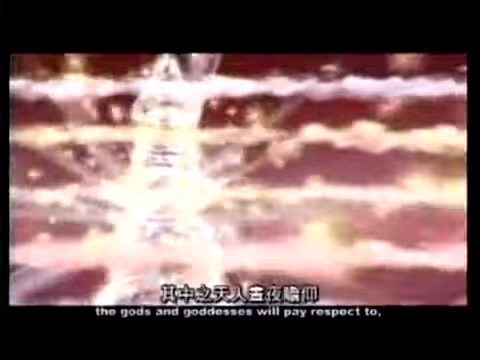 其中之天人晝夜瞻仰
the gods and goddesses will pay respect to,